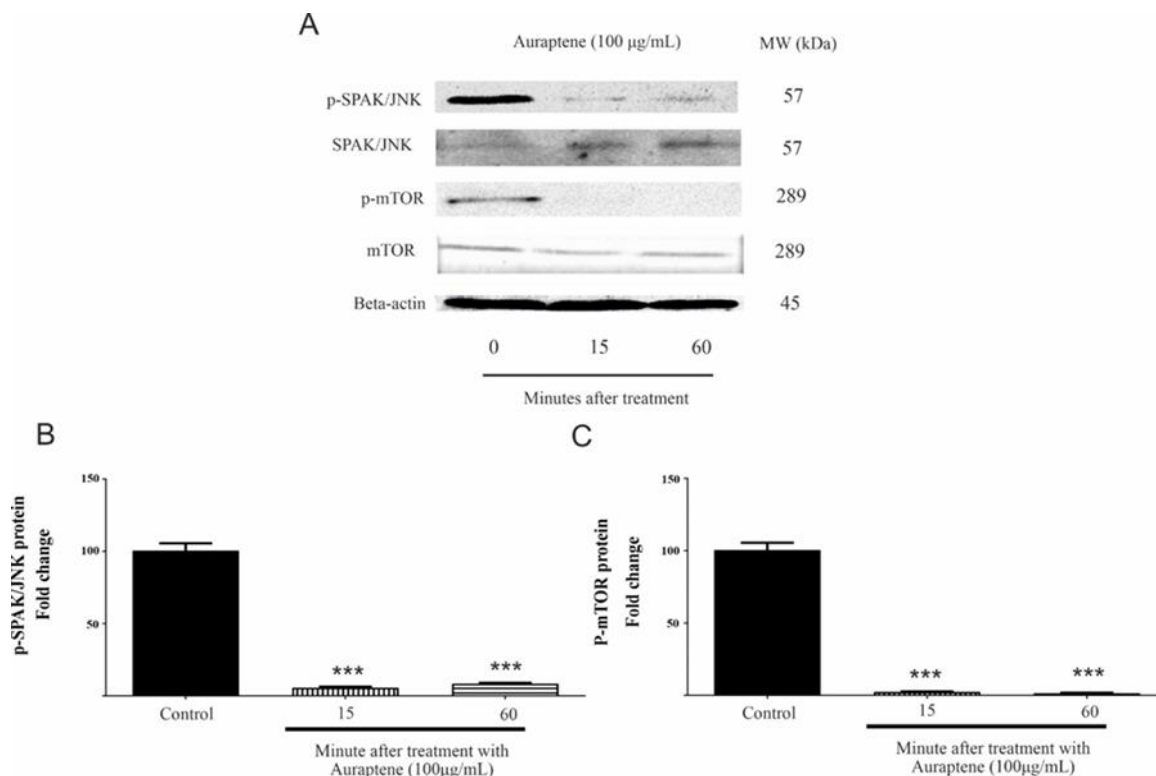 A
Auraptene (100 μg/mL) MW (kDa)
p-SPAK/JNK 57
SPAK/JNK 57
p-mTOR 289
mTOR 289
Beta-actin 45
0 15 60
Minutes after treatment
B
p-SPAK/JNK protein
Fold change
150
100
50
*** ***
Control 15 60
Minute after treatment with
Auraptene (100μg/mL)
C
P-mTOR protein
Fold change
150
100
50
*** ***
Control 15 60
Minute after treatment with
Auraptene (100μg/mL)